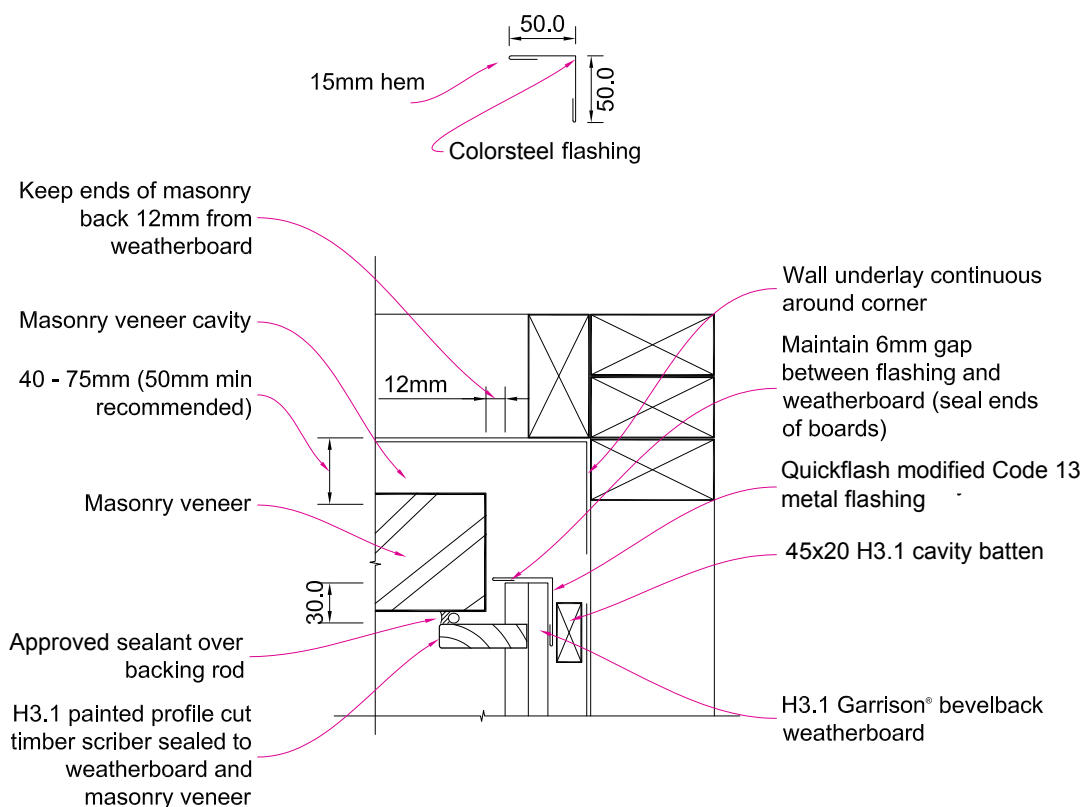 50.0
15mm hem
50.0
Colorsteel flashing
Keep ends of masonry
back 12mm from
weatherboard
Masonry veneer cavity
40 - 75mm (50mm min
recommended)
12mm
Masonry veneer
30.0
Approved sealant over
backing rod
H3.1 painted profile cut
timber scriber sealed to
weatherboard and
masonry veneer
Wall underlay continuous
around corner
Maintain 6mm gap
between flashing and
weatherboard (seal ends
of boards)
Quickflash modified Code 13
metal flashing
45x20 H3.1 cavity batten
H3.1 Garrison® bevelback
weatherboard